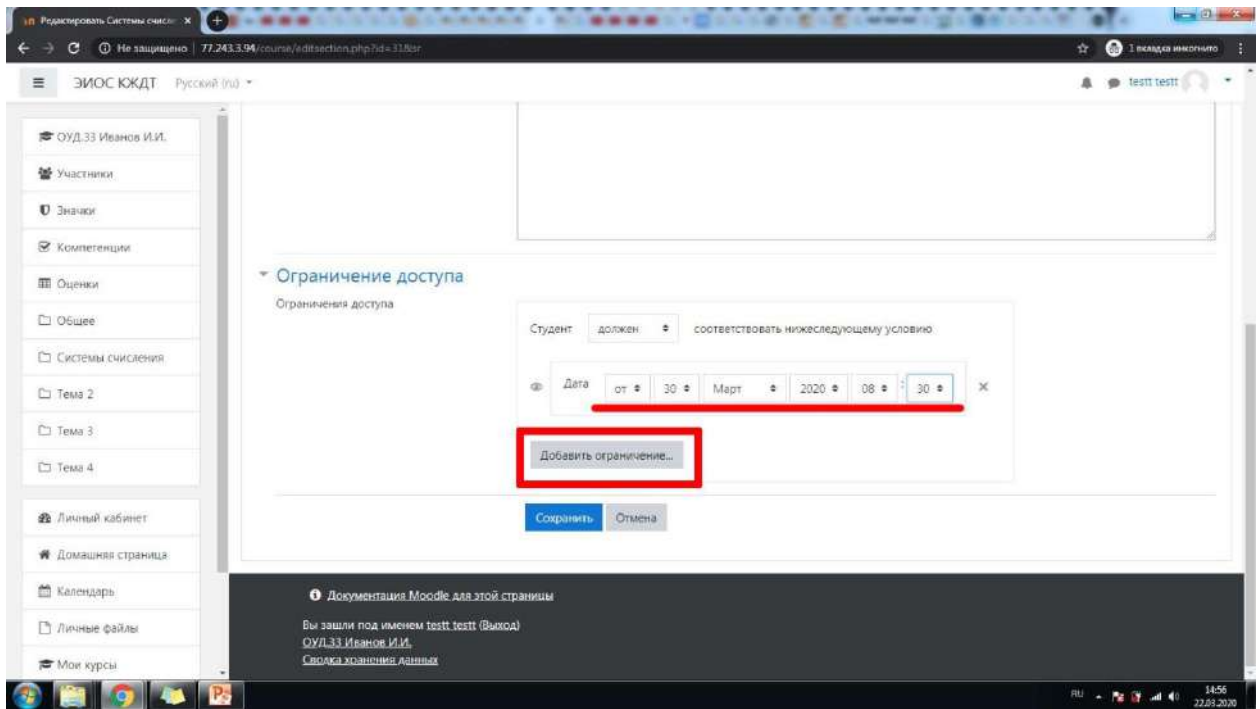 Редактировать Системы счисле
Не защищено 77.243.3.94/course/editsection.php?id=31&sr
1 вкладка инкогнито
ЭИОС КЖДТ Русский (ru)
testt testt
ОУД.33 Иванов И.И.
Участники
Значки
Компетенции
Оценки
Общее
Системы счисления
Тема 2
Тема 3
Тема 4
Личный кабинет
Домашняя страница
Календарь
Личные файлы
Мои курсы
Ограничение доступа
Ограничения доступа
Студент должен соответствовать нижеследующему условию
Дата от 30 Март 2020 08 : 30
Добавить ограничение...
Сохранить Отмена
Документация Moodle для этой страницы
Вы зашли под именем testt testt (Выход)
ОУД.33 Иванов И.И.
Сводка хранения данных
RU
14:56
22.03.2020